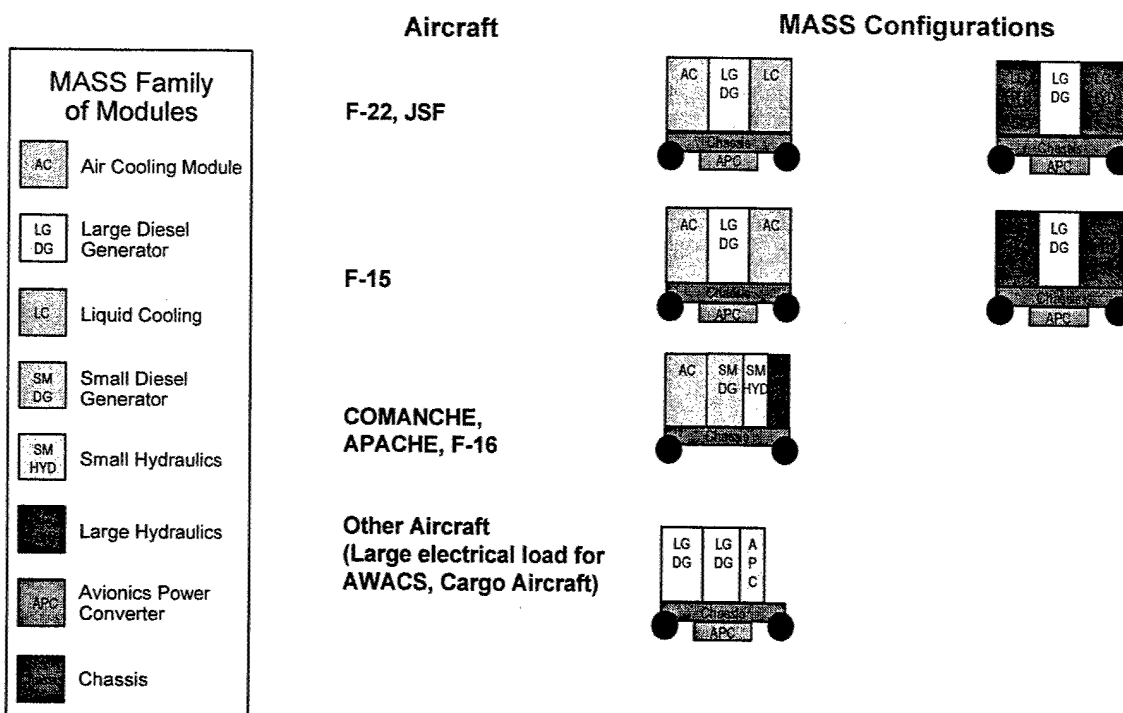 Aircraft
MASS Configurations
MASS Family
of Modules
AC
Air Cooling Module
LG
DG
Large Diesel
Generator
LC
Liquid Cooling
SM
DG
Small Diesel
Generator
SM
HYD
Small Hydraulics
Large Hydraulics
APC
Avionics Power
Converter
Chassis
F-22, JSF
AC
LG
DG
LC
Chassis
APC
LG
DG
Chassis
APC
F-15
AC
LG
DG
AC
Chassis
APC
LG
DG
Chassis
APC
COMANCHE,
APACHE, F-16
AC
SM
DG
SM
HYD
Chassis
Other Aircraft
(Large electrical load for
AWACS, Cargo Aircraft)
LG
DG
LG
DG
A
P
C
Chassis
APC